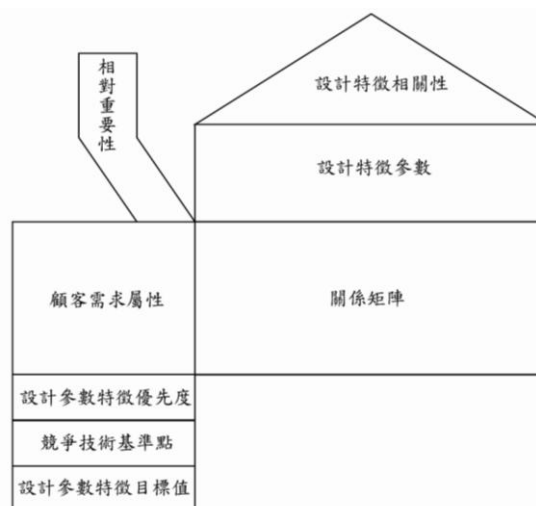 相對重要性
設計特徵相關性
設計特徵參數
顧客需求屬性
關係矩陣
設計參數特徵優先度
競爭技術基準點
設計參數特徵目標值